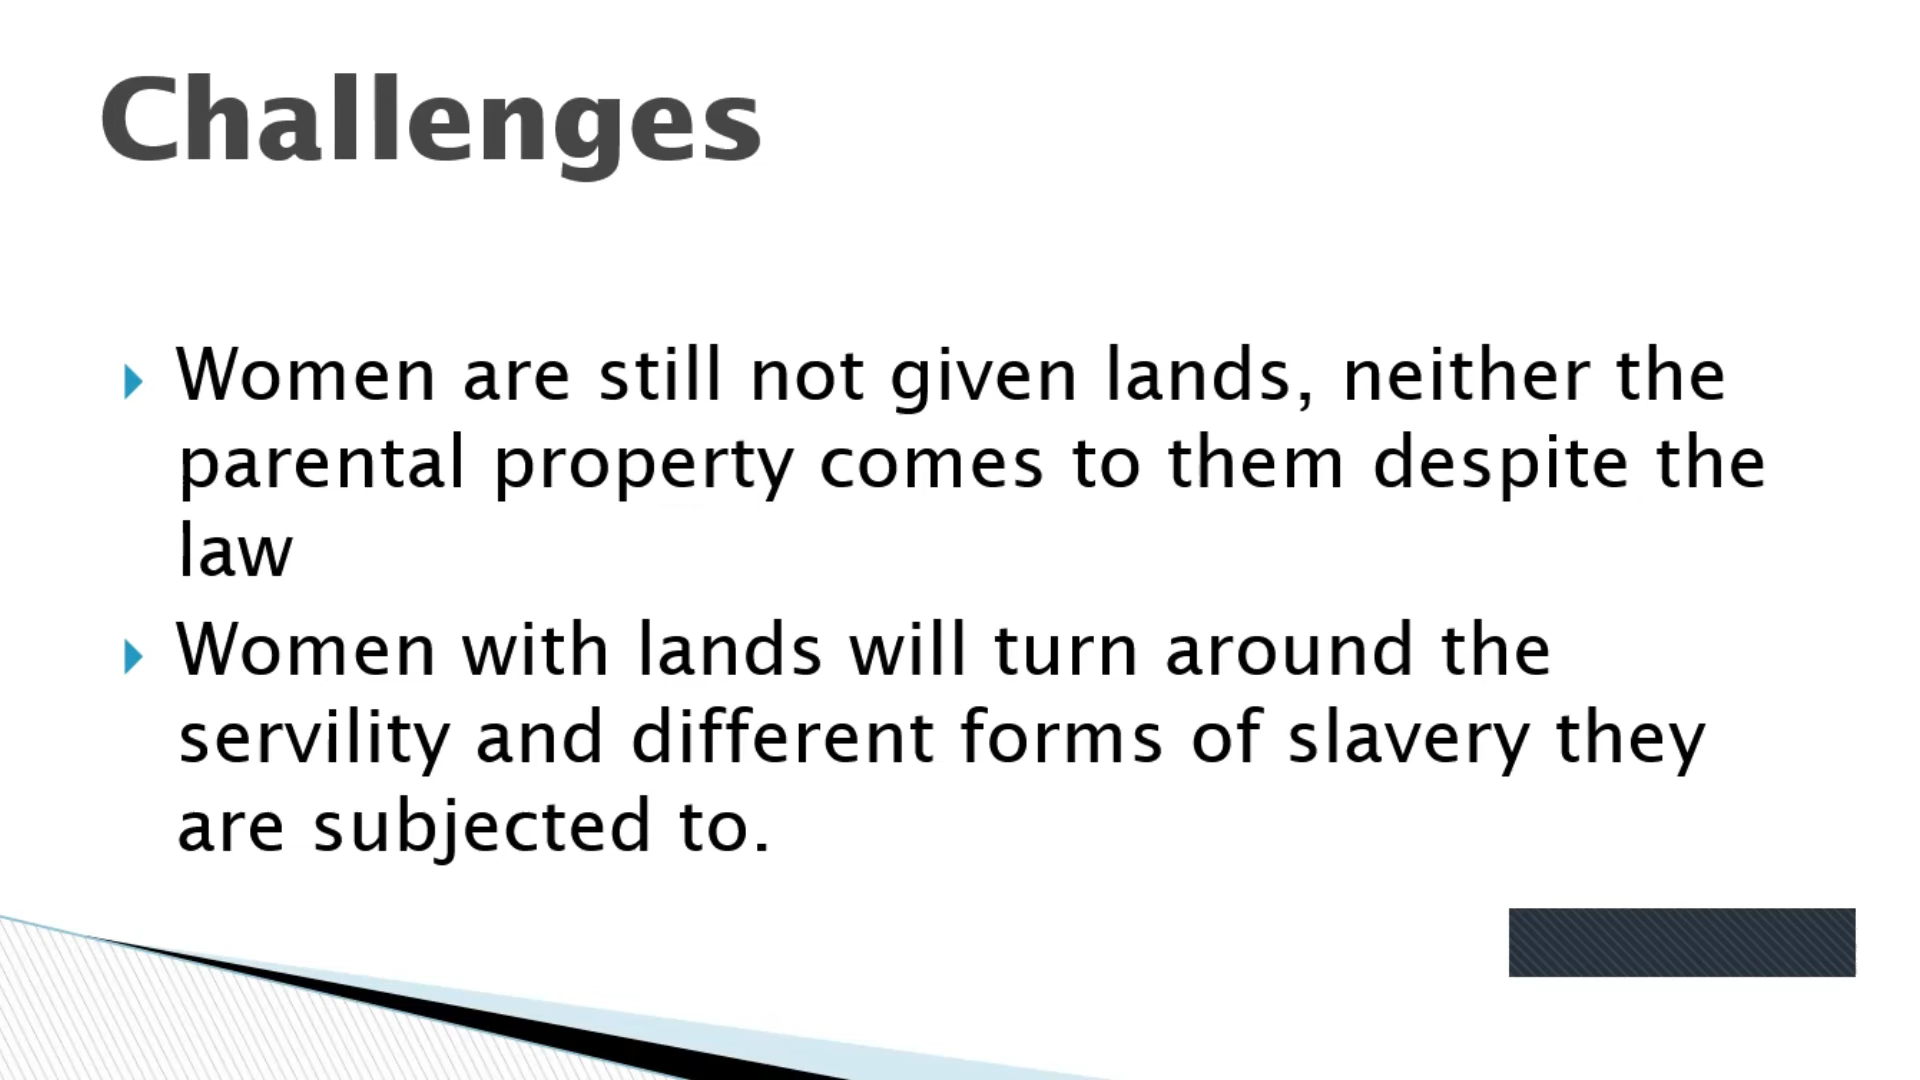 Challenges
Women are still not given lands, neither the
parental property comes to them despite the
law
Women with lands will turn around the
servility and different forms of slavery they
are subjected to.